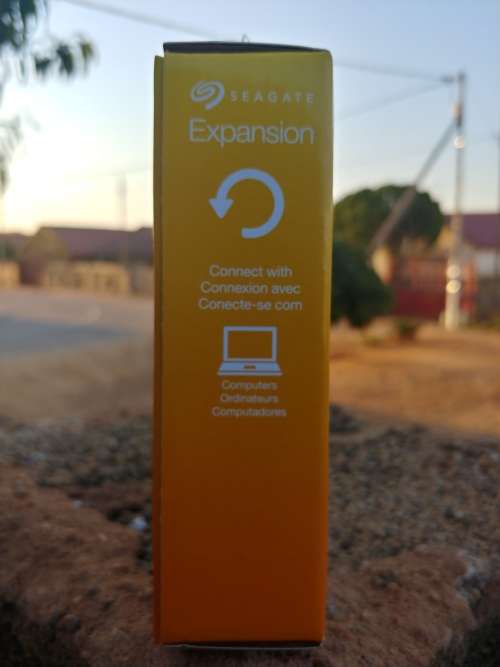 SEAGATE
Expansion
Connect with
Connexion avec
Conecte-se com
Computers
Ordinateurs
Computadores